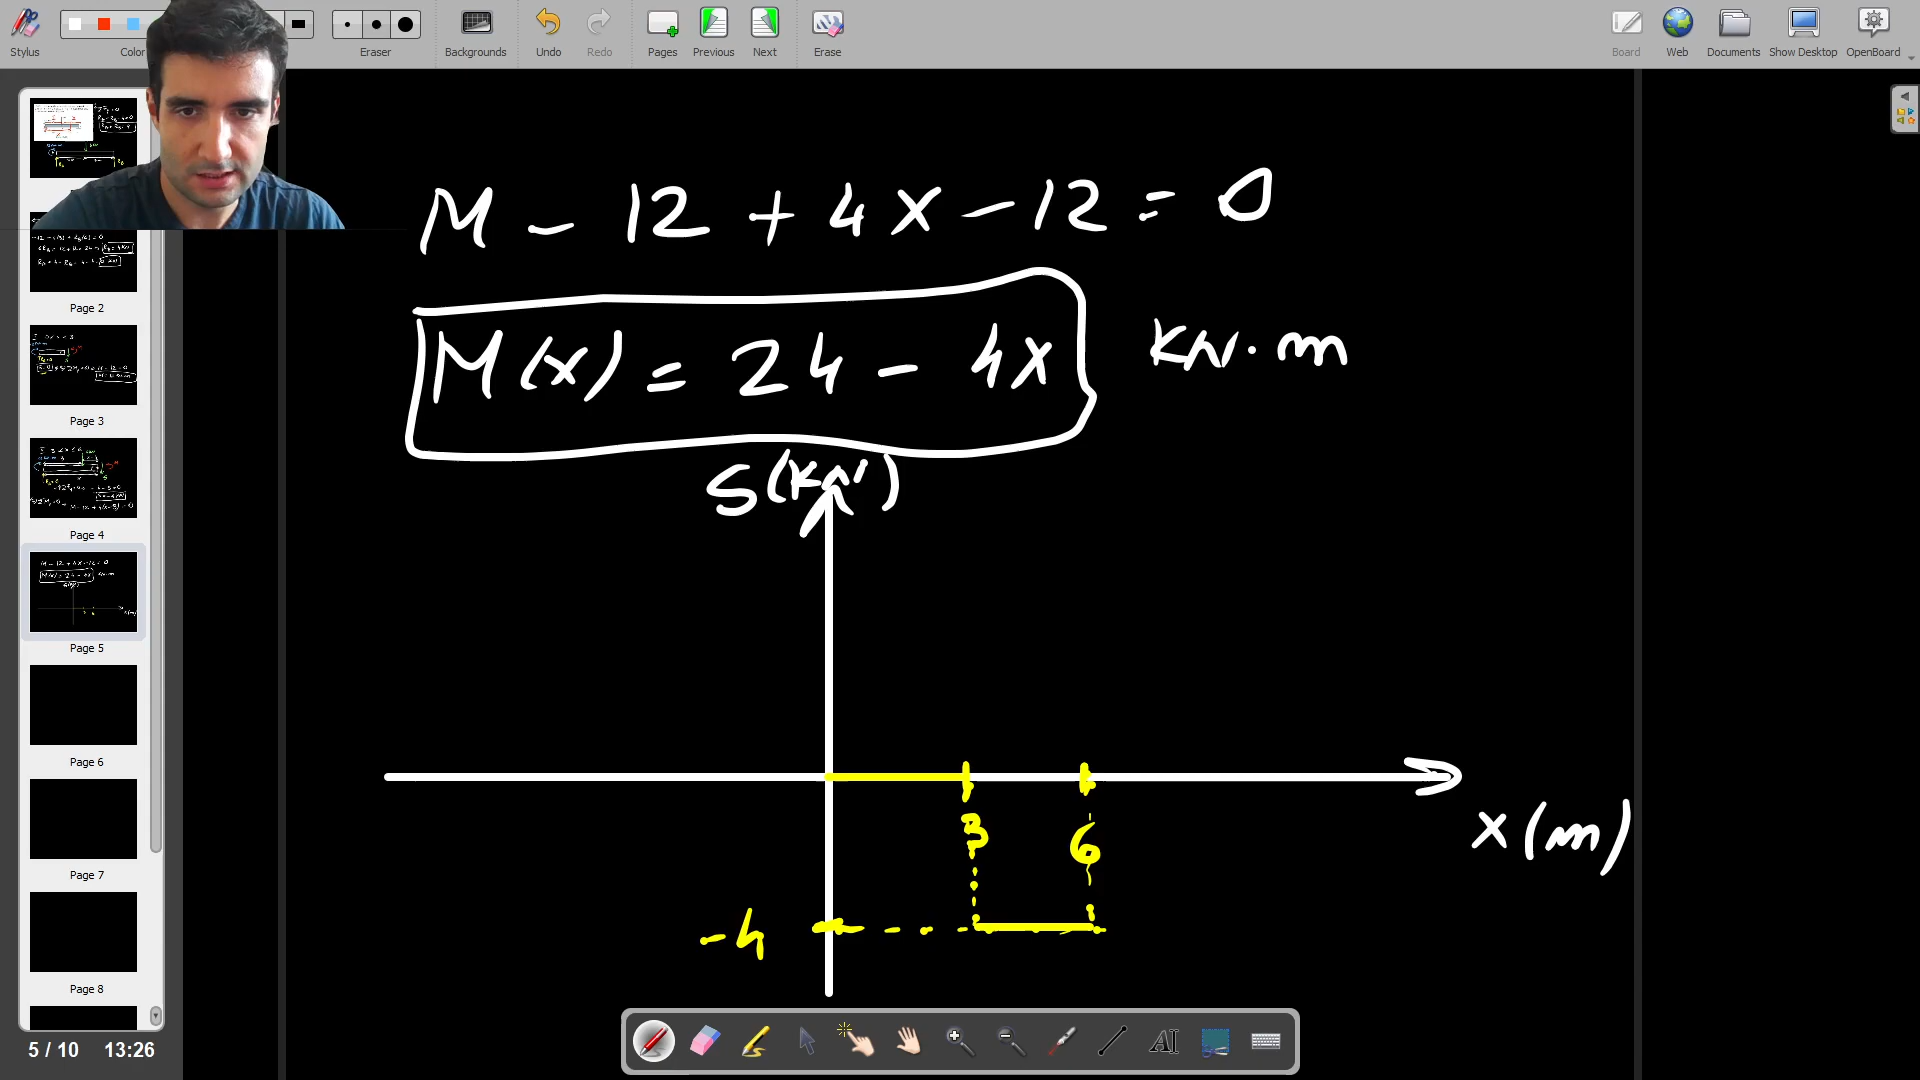 Stylus
Color
Eraser
Backgrounds
Undo
Redo
Pages
Previous
Next
Erase
Board
Web
Documents
Show Desktop
OpenBoard
Page 2
Page 3
Page 4
Page 5
Page 6
Page 7
Page 8
5 / 10 13:26
M - 12 + 4x - 12 = 0
M(x) = 24 - 4x kN.m
S(kN)
3 6
x(m)
-4
AI